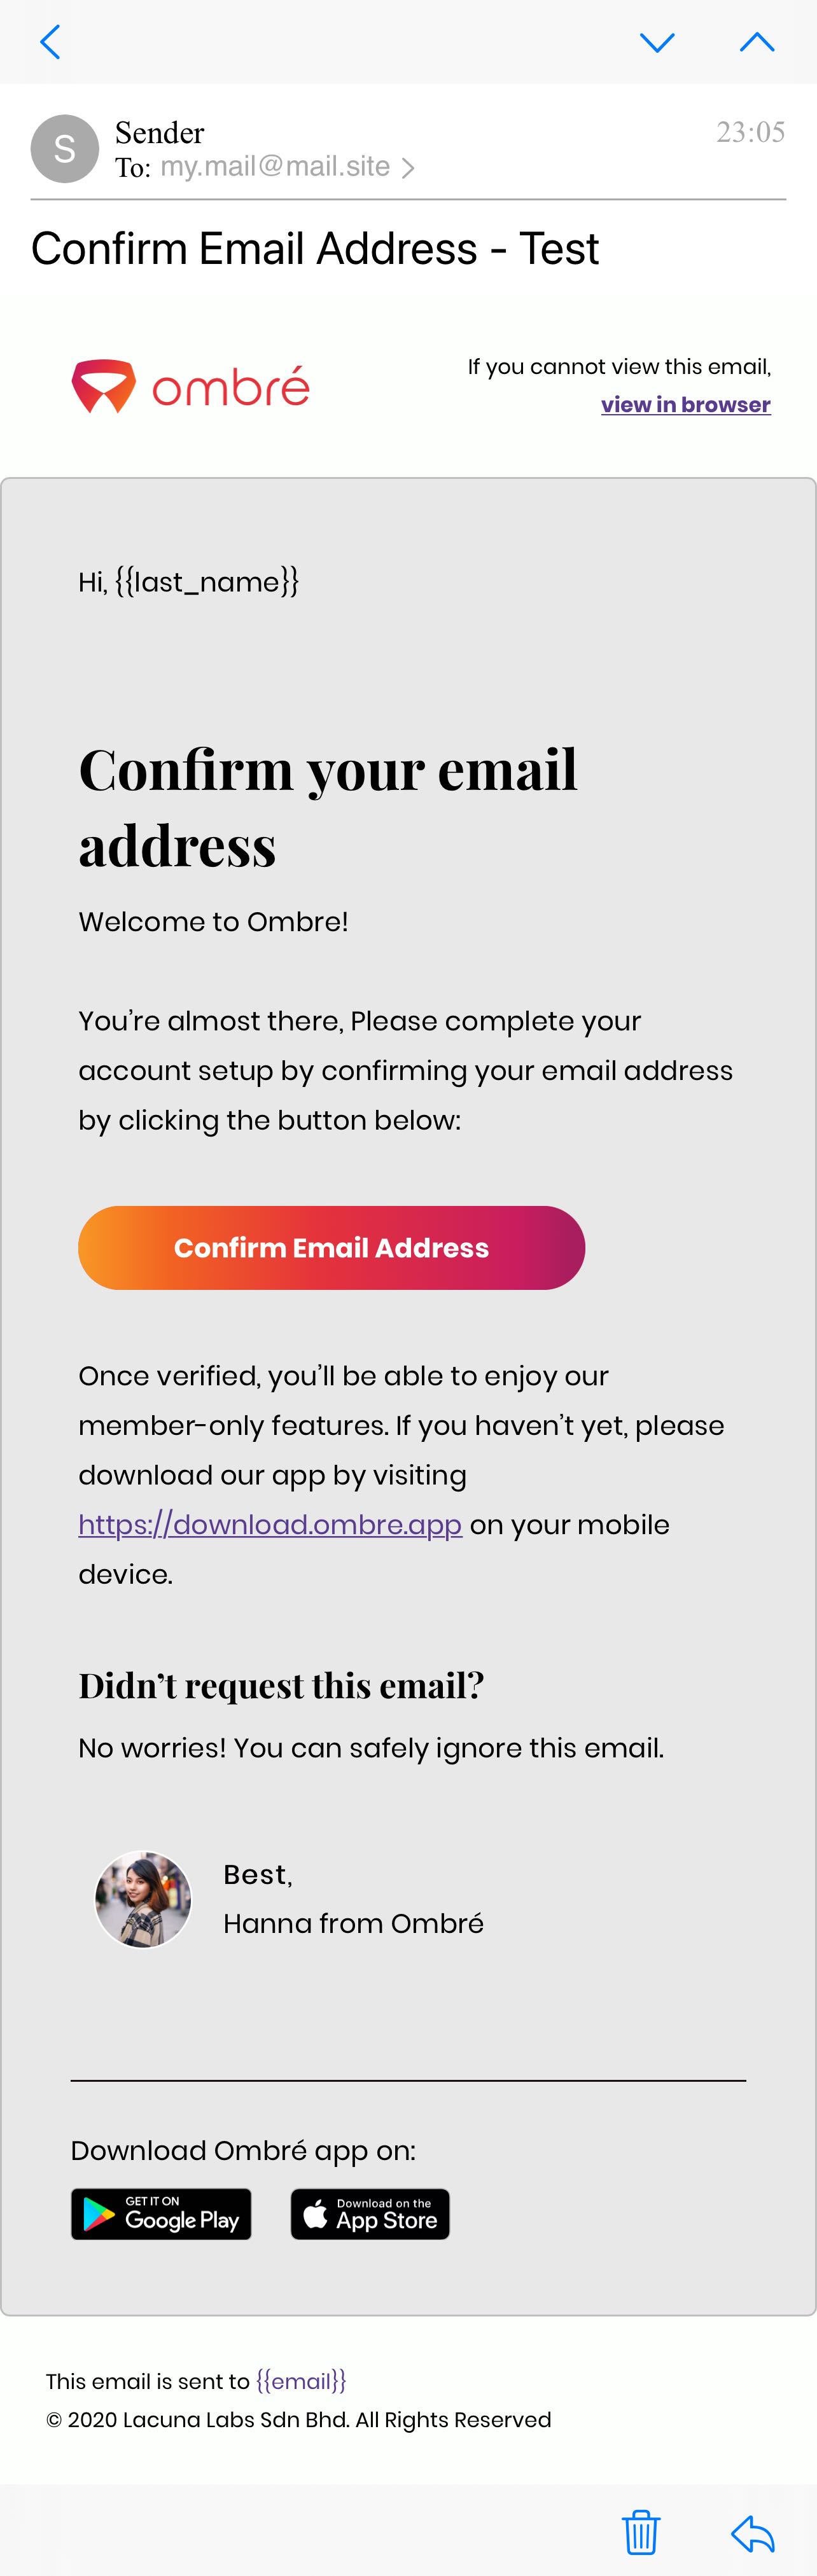 S
Sender
23:05
To: my.mail@mail.site
Confirm Email Address - Test
ombré
If you cannot view this email,
view in browser
Hi, {{last_name}}
Confirm your email
address
Welcome to Ombre!
You’re almost there, Please complete your
account setup by confirming your email address
by clicking the button below:
Confirm Email Address
Once verified, you’ll be able to enjoy our
member-only features. If you haven’t yet, please
download our app by visiting
https://download.ombre.app on your mobile
device.
Didn’t request this email?
No worries! You can safely ignore this email.
Best,
Hanna from Ombré
Download Ombré app on:
GET IT ON
Google Play
Download on the
App Store
This email is sent to {{email}}
© 2020 Lacuna Labs Sdn Bhd. All Rights Reserved